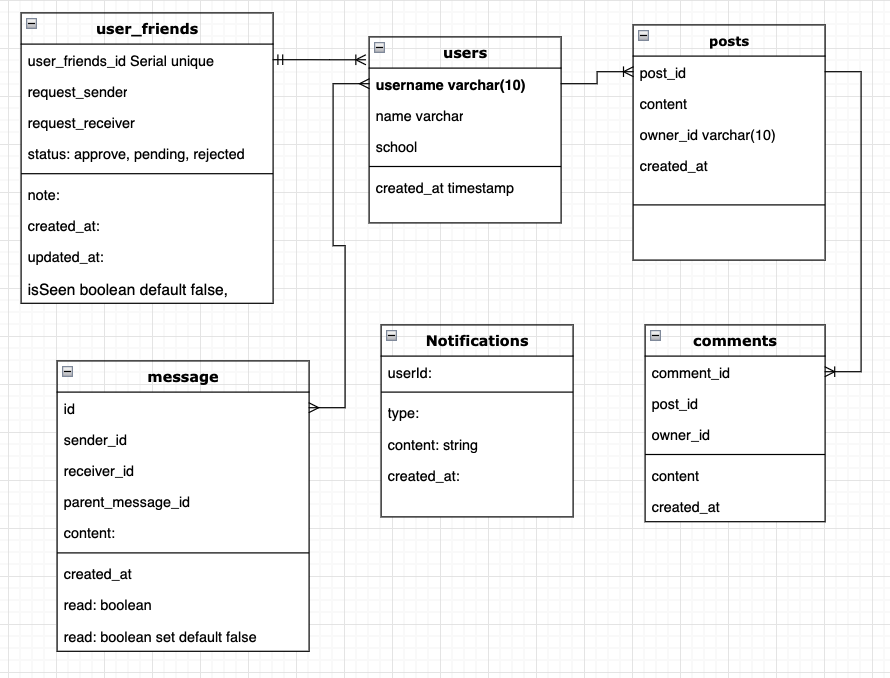 user_friends
user_friends_id Serial unique
request_sender
request_receiver
status: approve, pending, rejected
note:
created_at:
updated_at:
isSeen boolean default false,
users
username varchar(10)
name varchar
school
created_at timestamp
posts
post_id
content
owner_id varchar(10)
created_at
message
id
sender_id
receiver_id
parent_message_id
content:
created_at
read: boolean
read: boolean set default false
Notifications
userId:
type:
content: string
created_at:
comments
comment_id
post_id
owner_id
content
created_at